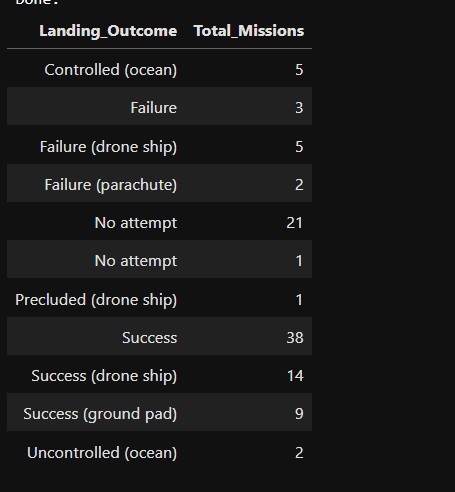 Done.
Landing_Outcome Total_Missions
Controlled (ocean) 5
Failure 3
Failure (drone ship) 5
Failure (parachute) 2
No attempt 21
No attempt 1
Precluded (drone ship) 1
Success 38
Success (drone ship) 14
Success (ground pad) 9
Uncontrolled (ocean) 2